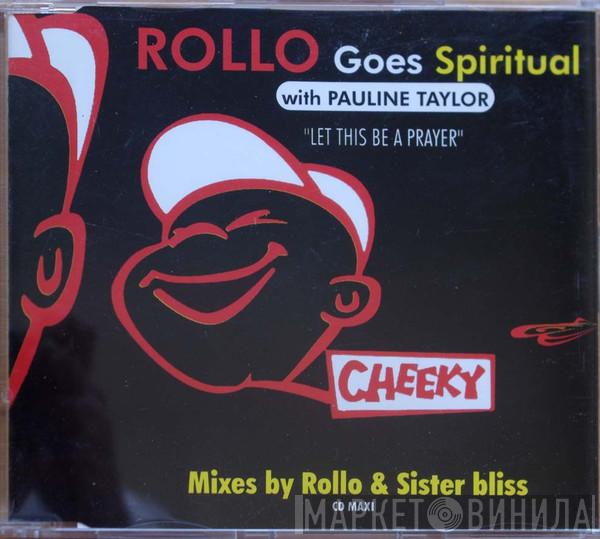 ROLLO Goes Spiritual
with PAULINE TAYLOR
"LET THIS BE A PRAYER"
CHEEKY
Mixes by Rollo & Sister bliss
CD MAXI
МАРКЕТ ВИНИЛА